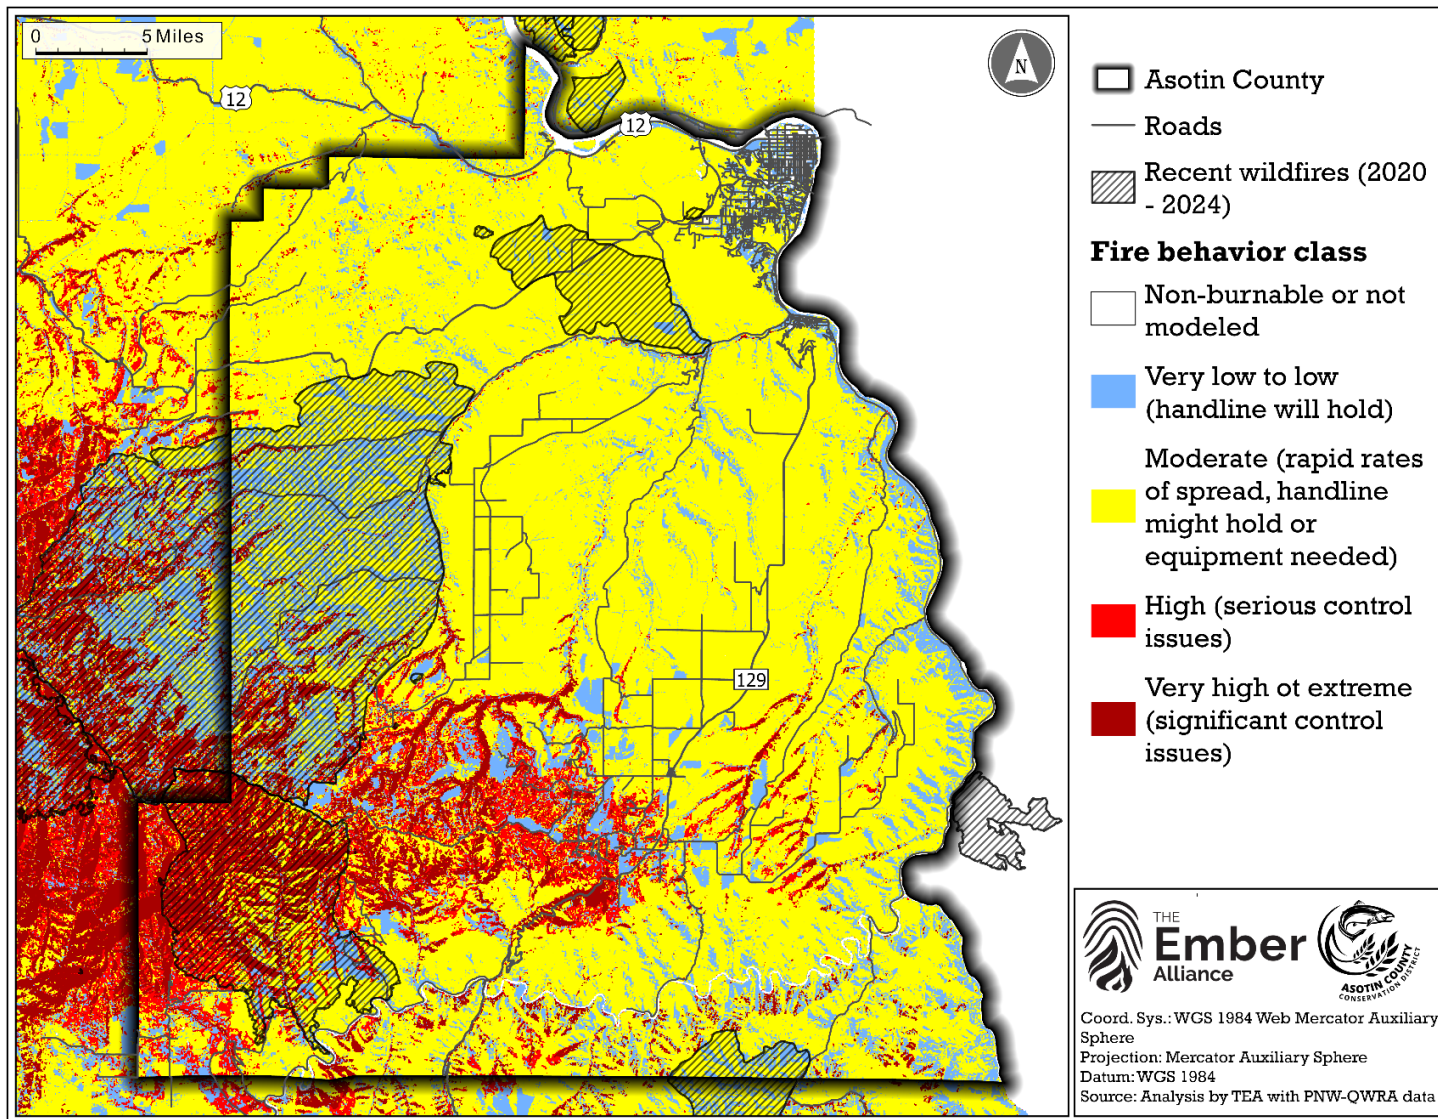 0 5 Miles
N
12
12
129
Asotin County
Roads
Recent wildfires (2020
- 2024)
Fire behavior class
Non-burnable or not
modeled
Very low to low
(handline will hold)
Moderate (rapid rates
of spread, handline
might hold or
equipment needed)
High (serious control
issues)
Very high ot extreme
(significant control
issues)
THE
Ember
Alliance
ASOTIN COUNTY
CONSERVATION DISTRICT
Coord. Sys.: WGS 1984 Web Mercator Auxiliary
Sphere
Projection: Mercator Auxiliary Sphere
Datum: WGS 1984
Source: Analysis by TEA with PNW-QWRA data